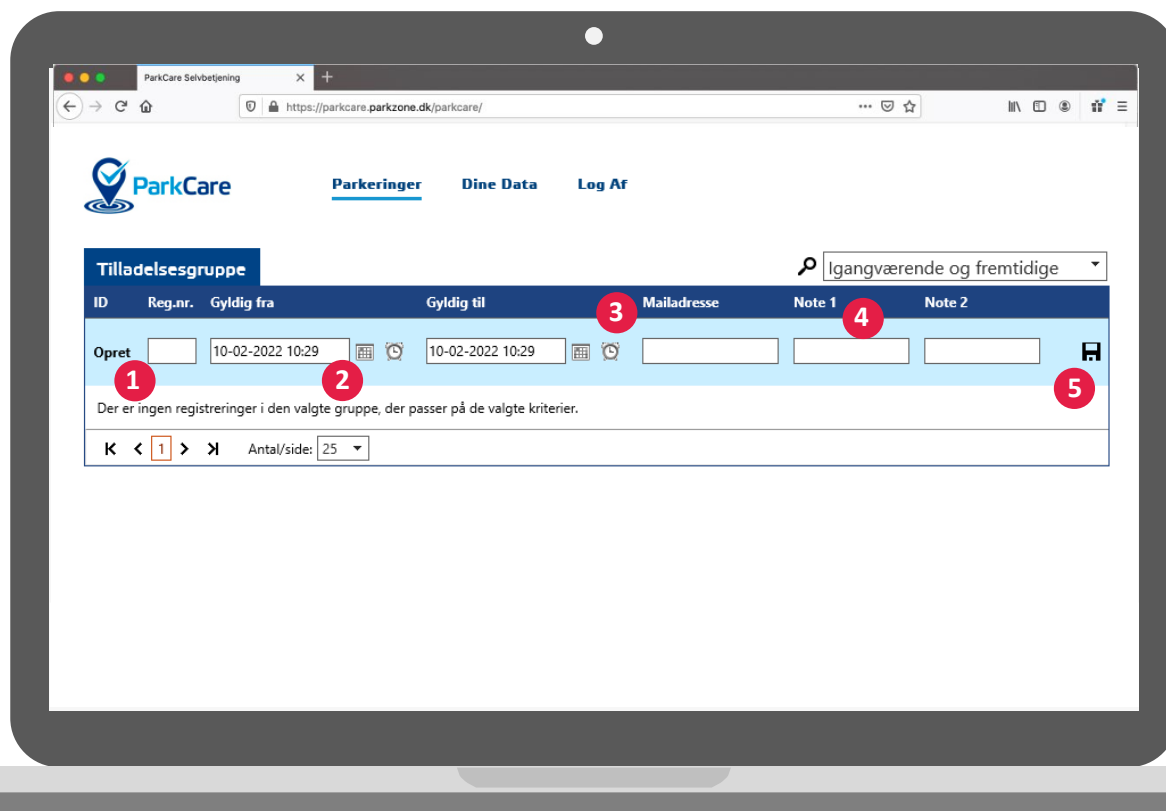 ParkCare Selvbetjening
https://parkcare.parkzone.dk/parkcare/
ParkCare Parkeringer Dine Data Log Af
Tilladelsesgruppe Igangværende og fremtidige
ID Reg.nr. Gyldig fra Gyldig til 3 Mailadresse Note 1 4 Note 2
Opret 10-02-2022 10:29 10-02-2022 10:29
1 2 5
Der er ingen registreringer i den valgte gruppe, der passer på de valgte kriterier.
1 Antal/side: 25